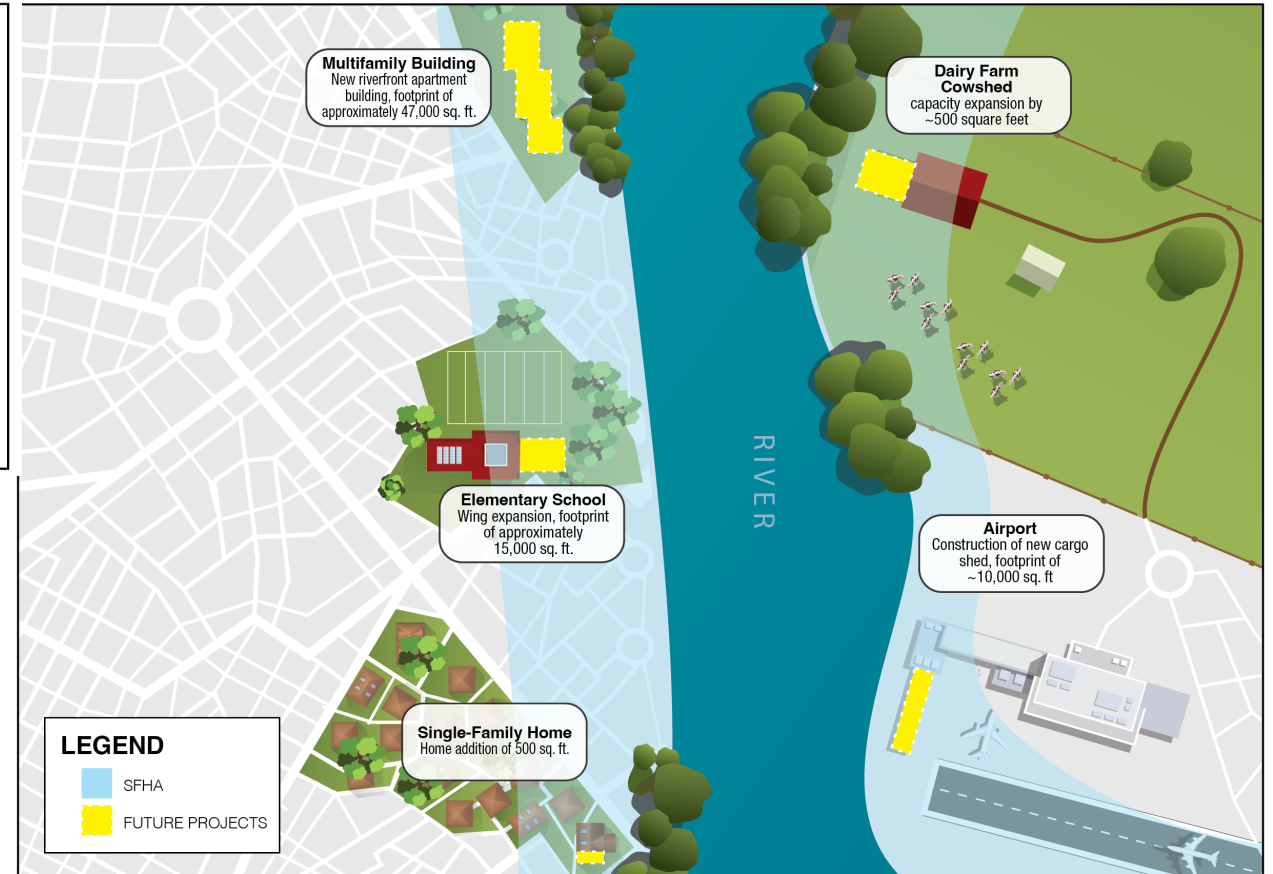 Multifamily Building
New riverfront apartment
building, footprint of
approximately 47,000 sq. ft.
Dairy Farm
Cowshed
capacity expansion by
~500 square feet
Elementary School
Wing expansion, footprint
of approximately
15,000 sq. ft.
RIVER
Airport
Construction of new cargo
shed, footprint of
~10,000 sq. ft
Single-Family Home
Home addition of 500 sq. ft.
LEGEND
SFHA
FUTURE PROJECTS